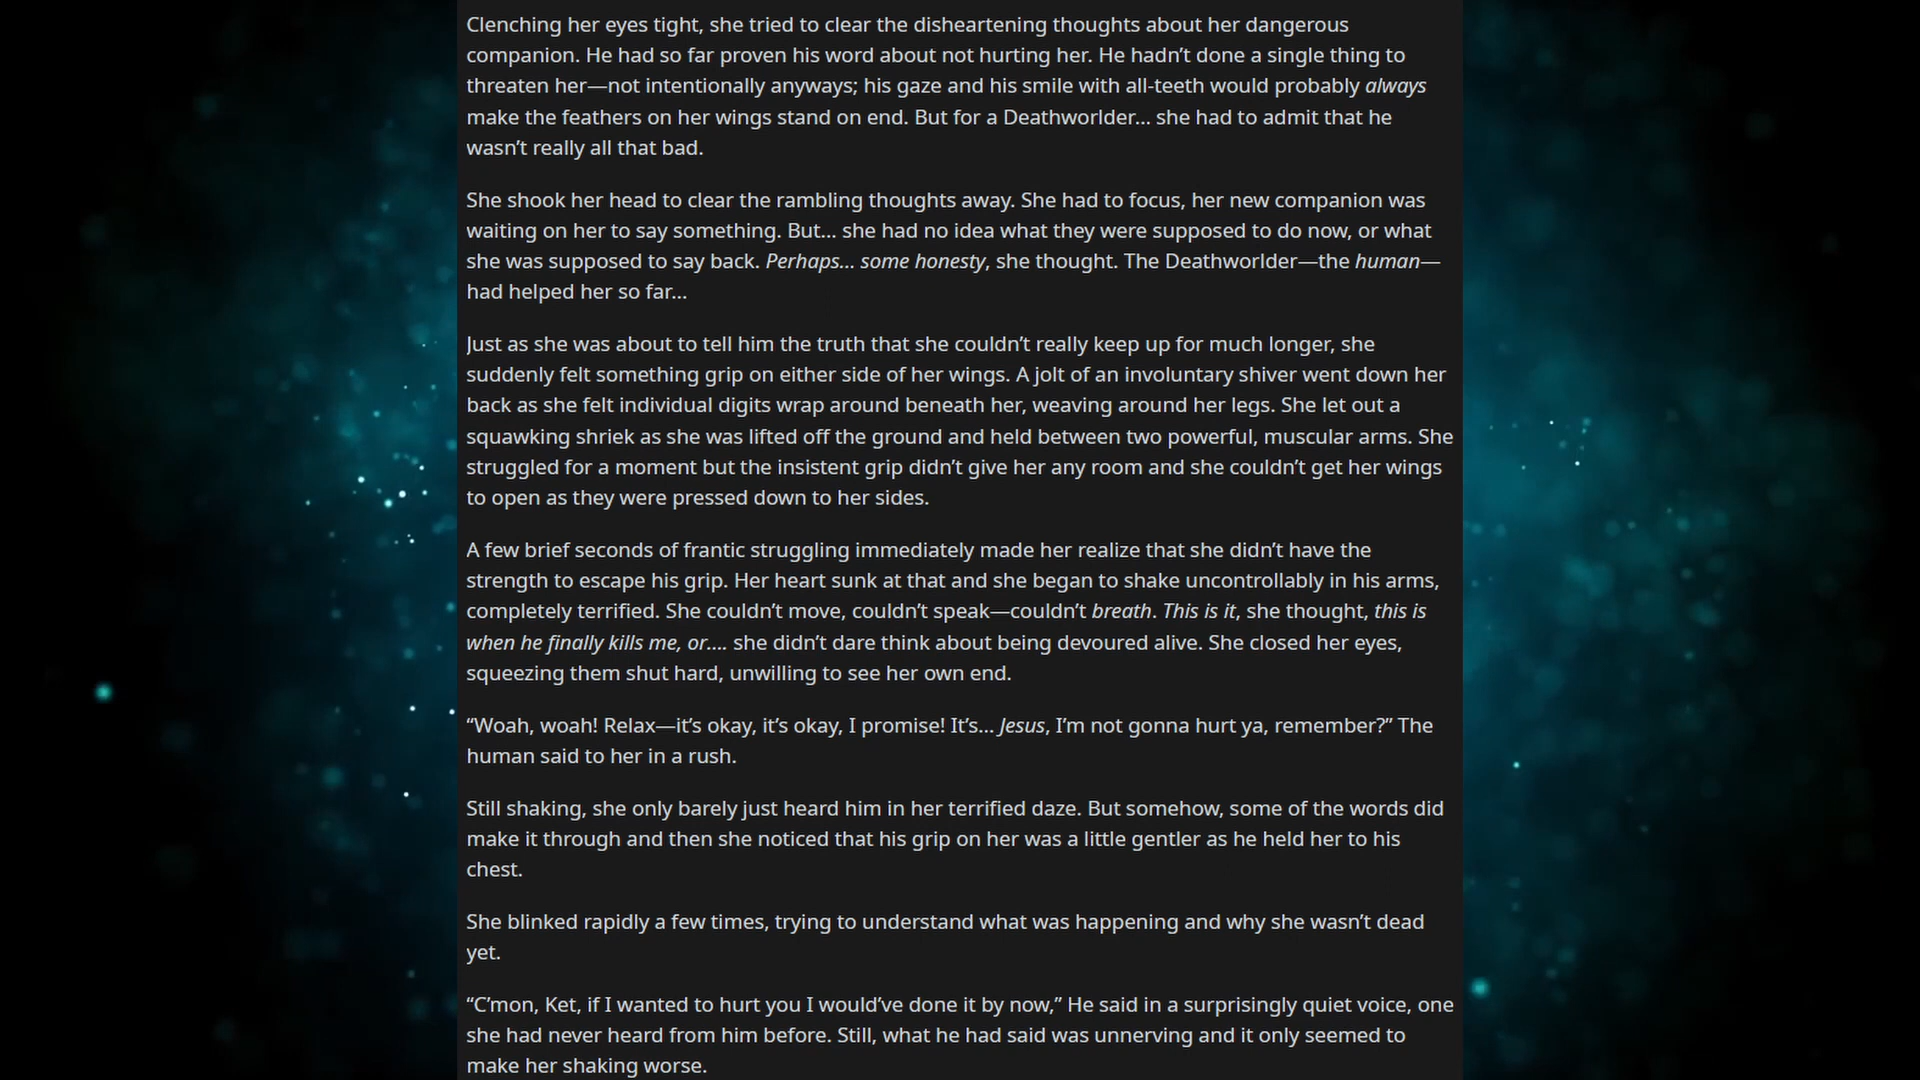 Clenching her eyes tight, she tried to clear the disheartening thoughts about her dangerous
companion. He had so far proven his word about not hurting her. He hadn’t done a single thing to
threaten her—not intentionally anyways; his gaze and his smile with all-teeth would probably always
make the feathers on her wings stand on end. But for a Deathworlder… she had to admit that he
wasn’t really all that bad.
She shook her head to clear the rambling thoughts away. She had to focus, her new companion was
waiting on her to say something. But… she had no idea what they were supposed to do now, or what
she was supposed to say back. Perhaps… some honesty, she thought. The Deathworlder—the human—
had helped her so far…
Just as she was about to tell him the truth that she couldn’t really keep up for much longer, she
suddenly felt something grip on either side of her wings. A jolt of an involuntary shiver went down her
back as she felt individual digits wrap around beneath her, weaving around her legs. She let out a
squawking shriek as she was lifted off the ground and held between two powerful, muscular arms. She
struggled for a moment but the insistent grip didn’t give her any room and she couldn’t get her wings
to open as they were pressed down to her sides.
A few brief seconds of frantic struggling immediately made her realize that she didn’t have the
strength to escape his grip. Her heart sunk at that and she began to shake uncontrollably in his arms,
completely terrified. She couldn’t move, couldn’t speak—couldn’t breath. This is it, she thought, this is
when he finally kills me, or…. she didn’t dare think about being devoured alive. She closed her eyes,
squeezing them shut hard, unwilling to see her own end.
“Woah, woah! Relax—it’s okay, it’s okay, I promise! It’s… Jesus, I’m not gonna hurt ya, remember?” The
human said to her in a rush.
Still shaking, she only barely just heard him in her terrified daze. But somehow, some of the words did
make it through and then she noticed that his grip on her was a little gentler as he held her to his
chest.
She blinked rapidly a few times, trying to understand what was happening and why she wasn’t dead
yet.
“C’mon, Ket, if I wanted to hurt you I would’ve done it by now,” He said in a surprisingly quiet voice, one
she had never heard from him before. Still, what he had said was unnerving and it only seemed to
make her shaking worse.